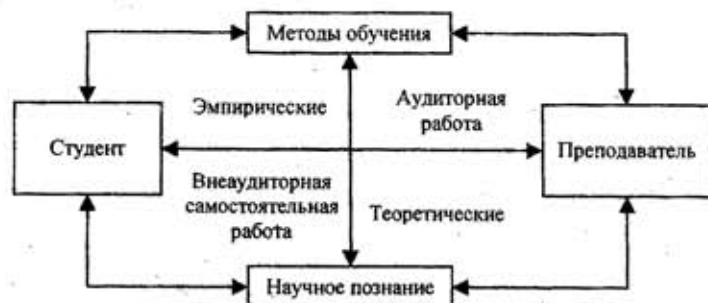 Методы обучения
Эмпирические
Аудиторная
работа
Студент
Преподаватель
Внеаудиторная
самостоятельная
работа
Теоретические
Научное познание